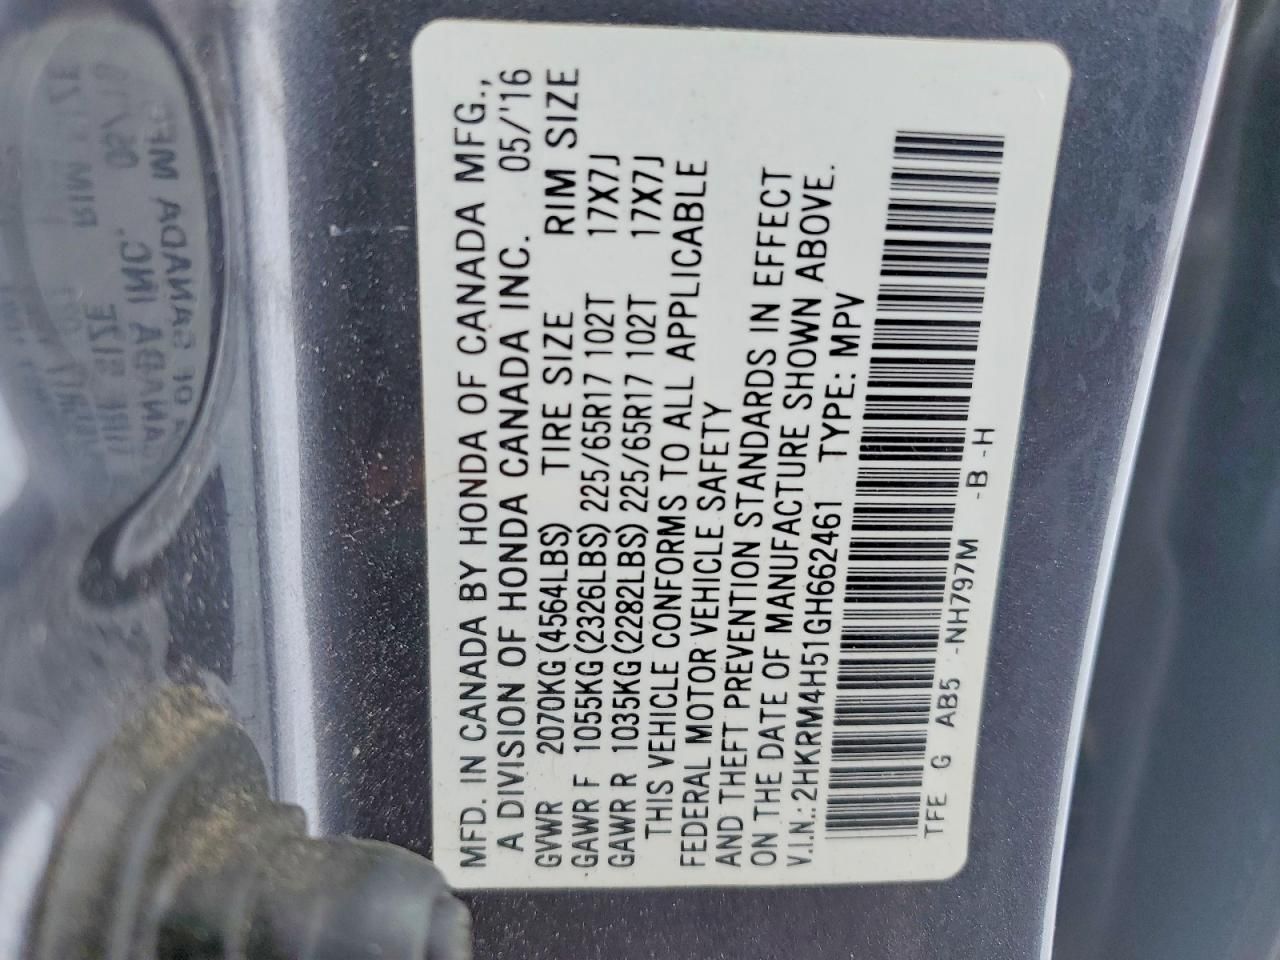 MFD. IN CANADA BY HONDA OF CANADA MFG.,
A DIVISION OF HONDA CANADA INC. 05/'16
GVWR 2070KG(4564LBS) TIRE SIZE RIM SIZE
GAWR F 1055KG(2326LBS) 225/65R17 102T 17X7J
GAWR R 1035KG(2282LBS) 225/65R17 102T 17X7J
THIS VEHICLE CONFORMS TO ALL APPLICABLE
FEDERAL MOTOR VEHICLE SAFETY
AND THEFT PREVENTION STANDARDS IN EFFECT
ON THE DATE OF MANUFACTURE SHOWN ABOVE.
V.I.N.: 2HKRM4H51GH662461 TYPE: MPV
TFE G AB5 -NH797M -B -H